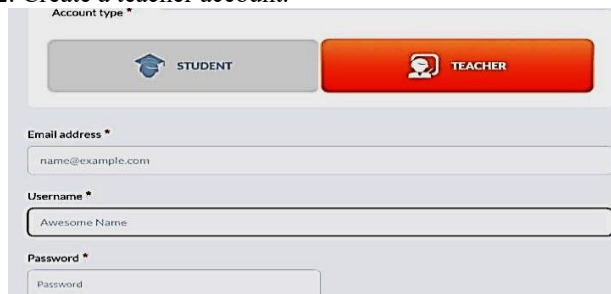 2. Create a teacher account.
Account type *
STUDENT
TEACHER
Email address *
name@example.com
Username *
Awesome Name
Password *
Password